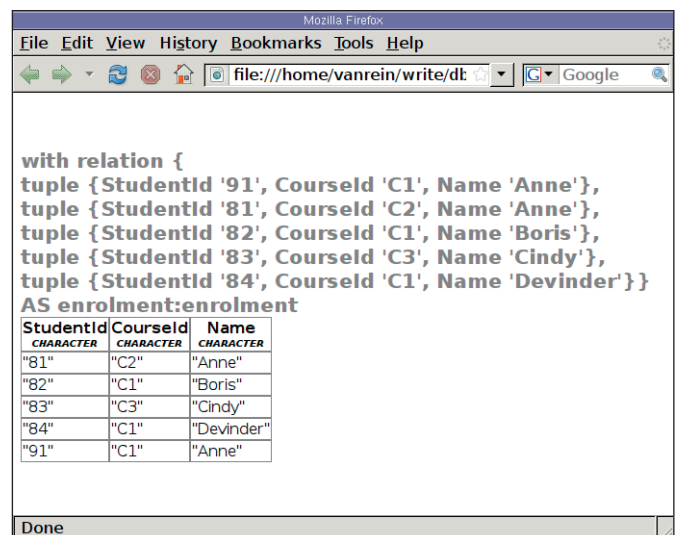 Mozilla Firefox
File Edit View History Bookmarks Tools Help
file:///home/vanrein/write/db G Google
with relation {
tuple {StudentId '91', CourseId 'C1', Name 'Anne'},
tuple {StudentId '81', CourseId 'C2', Name 'Anne'},
tuple {StudentId '82', CourseId 'C1', Name 'Boris'},
tuple {StudentId '83', CourseId 'C3', Name 'Cindy'},
tuple {StudentId '84', CourseId 'C1', Name 'Devinder'}}
AS enrolment:enrolment
StudentId CourseId Name
CHARACTER CHARACTER CHARACTER
"81" "C2" "Anne"
"82" "C1" "Boris"
"83" "C3" "Cindy"
"84" "C1" "Devinder"
"91" "C1" "Anne"
Done